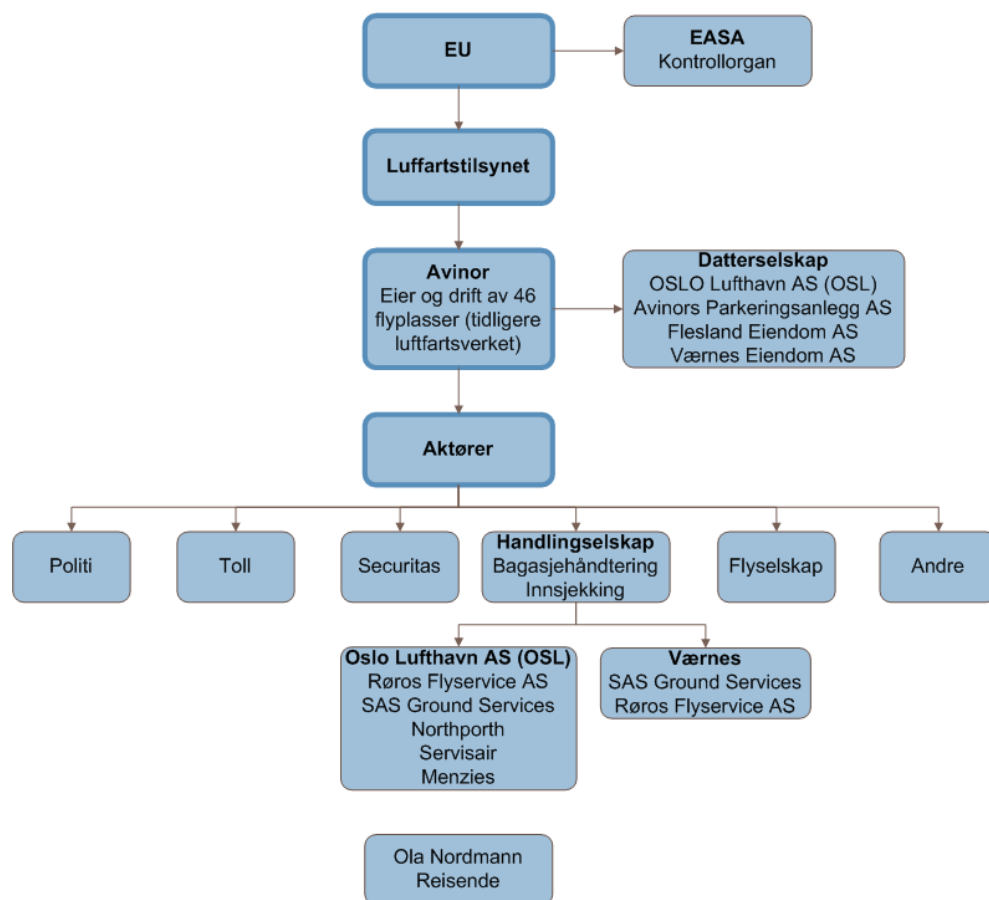 EU
EASA
Kontrollorgan
Luffartstilsynet
Avinor
Eier og drift av 46
flyplasser (tidligere
luftfartsverket)
Datterselskap
OSLO Lufthavn AS (OSL)
Avinors Parkeringsanlegg AS
Flesland Eiendom AS
Værnes Eiendom AS
Aktører
Politi
Toll
Securitas
Handlingselskap
Bagasjehåndtering
Innsjekking
Flyselskap
Andre
Oslo Lufthavn AS (OSL)
Røros Flyservice AS
SAS Ground Services
Northporth
Servisair
Menzies
Værnes
SAS Ground Services
Røros Flyservice AS
Ola Nordmann
Reisende